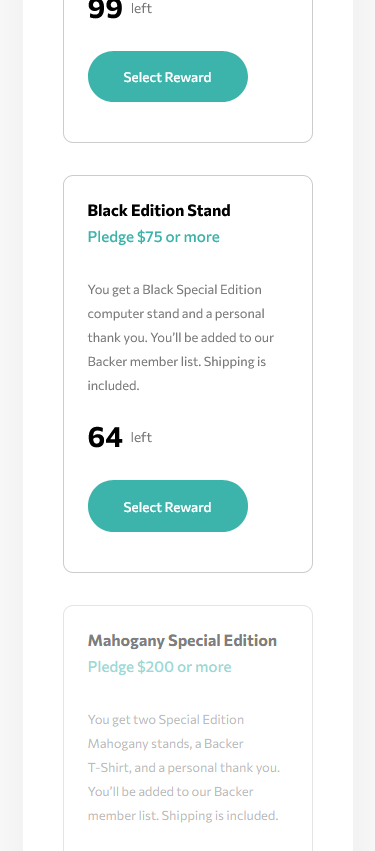 99 left
Select Reward
Black Edition Stand
Pledge $75 or more
You get a Black Special Edition
computer stand and a personal
thank you. You’ll be added to our
Backer member list. Shipping is
included.
64 left
Select Reward
Mahogany Special Edition
Pledge $200 or more
You get two Special Edition
Mahogany stands, a Backer
T-Shirt, and a personal thank you.
You’ll be added to our Backer
member list. Shipping is included.